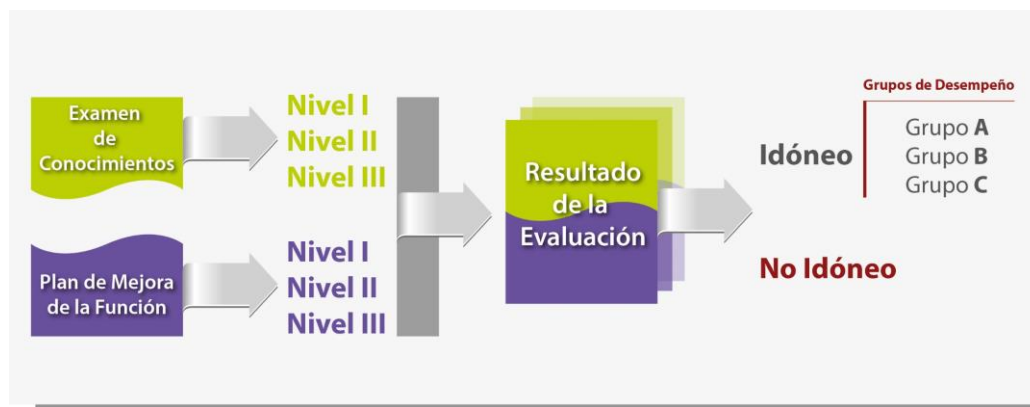 Examen
de
Conocimientos
Nivel I
Nivel II
Nivel III
Plan de Mejora
de la Función
Nivel I
Nivel II
Nivel III
Resultado
de la
Evaluación
Grupos de Desempeño
Idóneo
Grupo A
Grupo B
Grupo C
No Idóneo